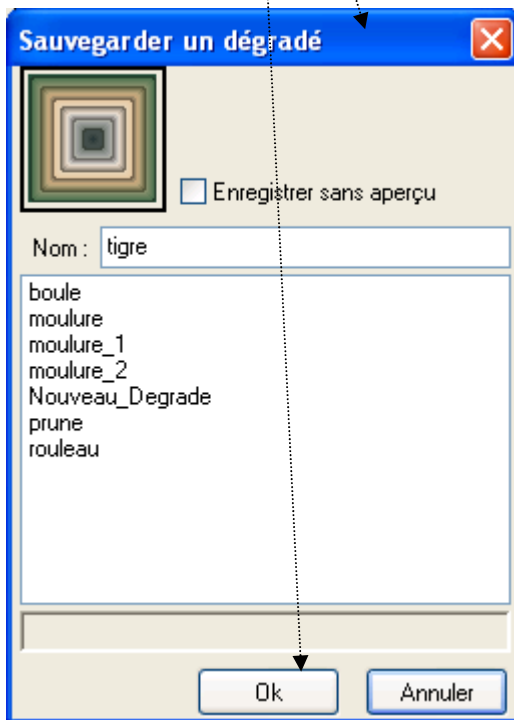 Sauvegarder un dégradé
Enregistrer sans aperçu
Nom : tigre
boule
moulure
moulure_1
moulure_2
Nouveau_Degrade
prune
rouleau
Ok Annuler